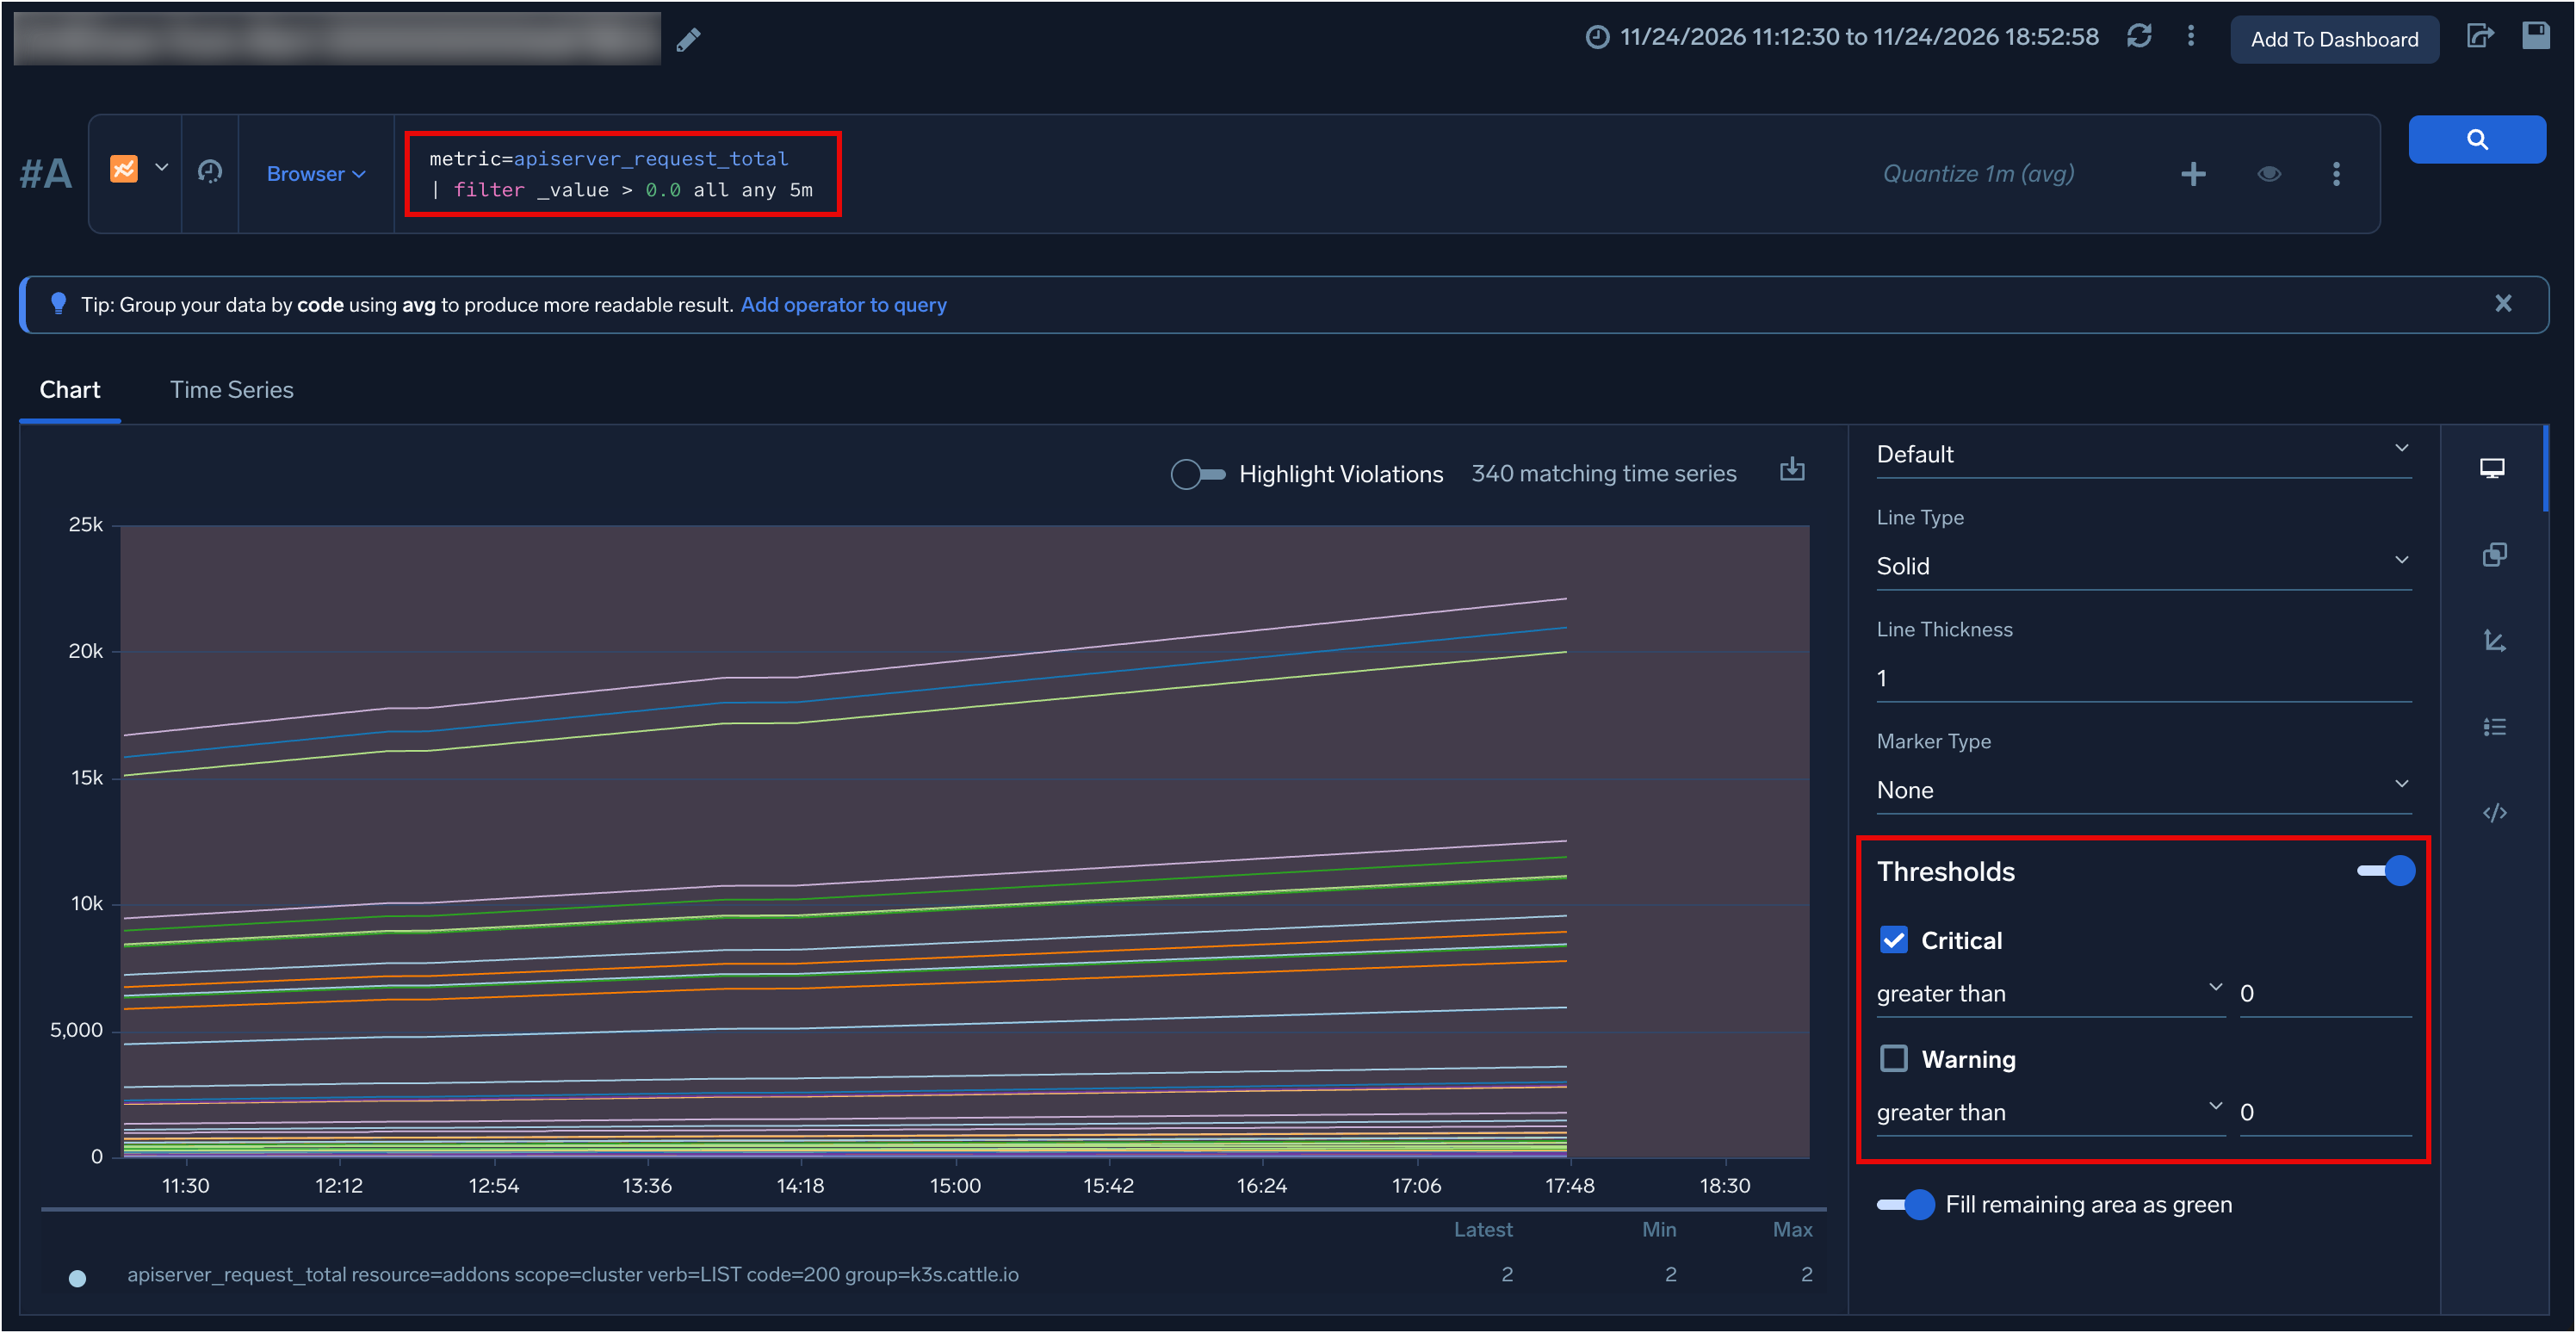 11/24/2026 11:12:30 to 11/24/2026 18:52:58
Add To Dashboard
#A
Browser
metric=apiserver_request_total
| filter _value > 0.0 all any 5m
Quantize 1m (avg)
Tip: Group your data by code using avg to produce more readable result. Add operator to query
Chart
Time Series
Highlight Violations
340 matching time series
25k
20k
15k
10k
5,000
0
11:30
12:12
12:54
13:36
14:18
15:00
15:42
16:24
17:06
17:48
18:30
Latest
Min
Max
apiserver_request_total resource=addons scope=cluster verb=LIST code=200 group=k3s.cattle.io
2
2
2
Default
Line Type
Solid
Line Thickness
1
Marker Type
None
Thresholds
Critical
greater than
0
Warning
greater than
0
Fill remaining area as green